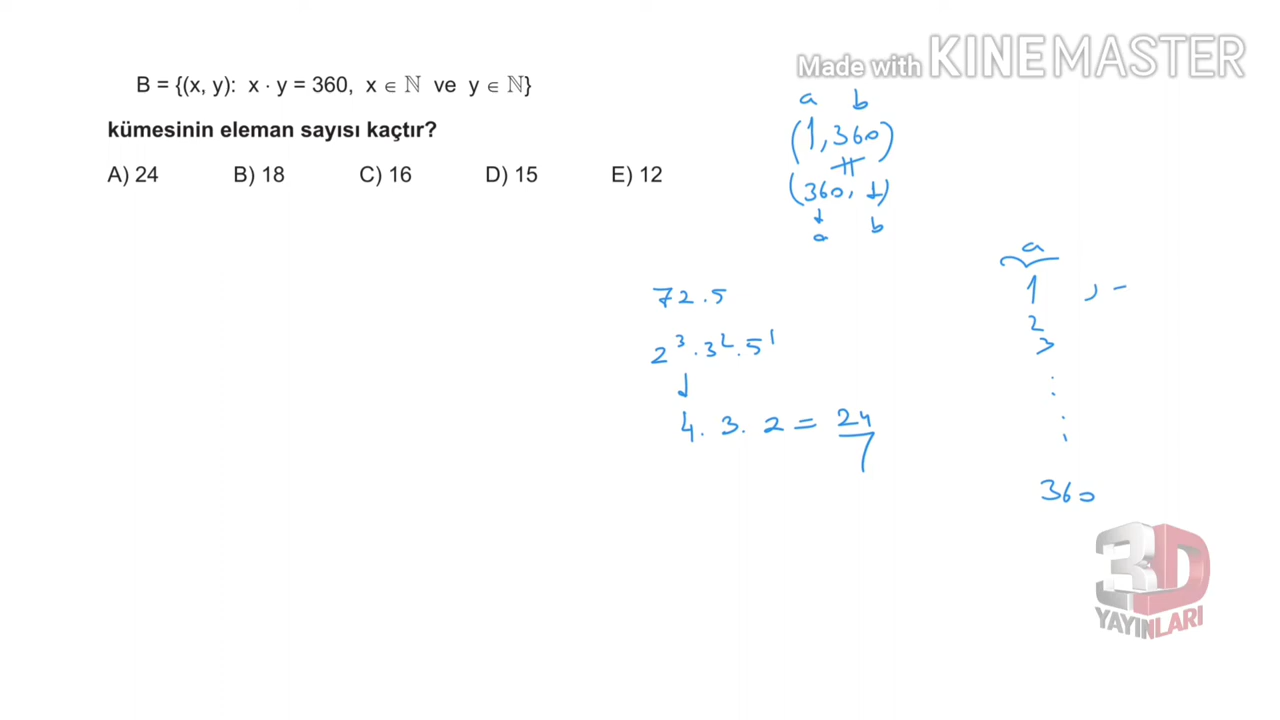 Made with KINEMASTER
B = {(x, y): x · y = 360, x ∈ ℕ ve y ∈ ℕ}
kümesinin eleman sayısı kaçtır?
A) 24 B) 18 C) 16 D) 15 E) 12
a b
(1, 360)
(360, 1)
a b
a
72.5
1 , -
2
3
2³.3².5¹
4. 3. 2 = 24
360
3D
YAYINLARI